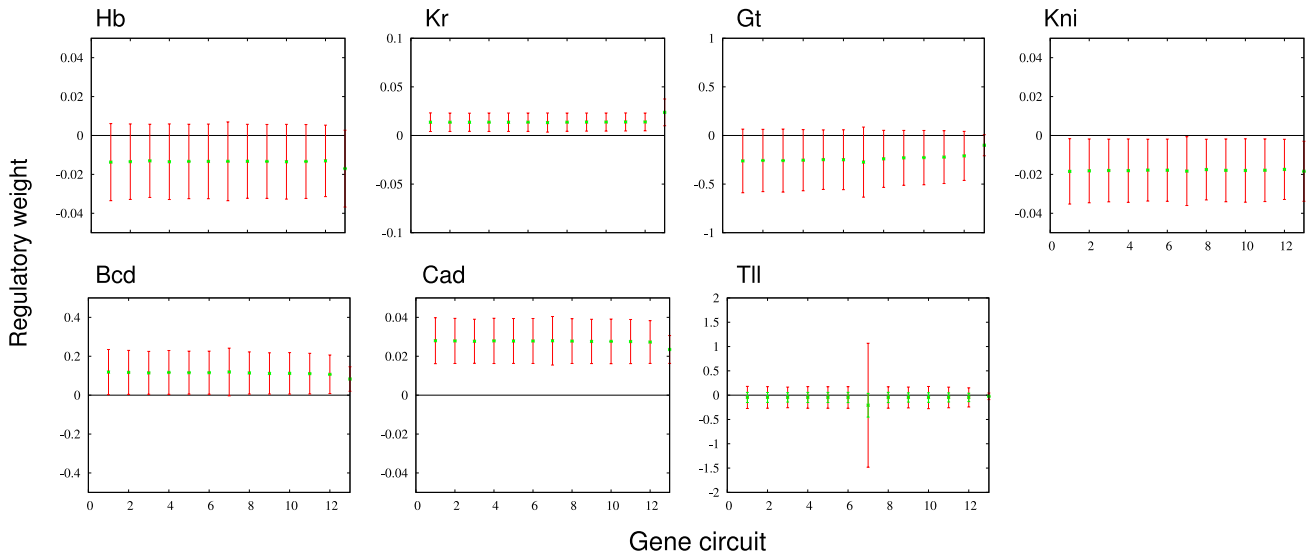 Hb Kr Gt Kni
0.04 0.1 1 0.04
0.02 0.05 0.5 0.02
0 0 0 0
-0.02 -0.05 -0.5 -0.02
-0.04 -0.1 -1 -0.04
0 2 4 6 8 10 12
Regulatory weight
Bcd Cad Tll
0.4 0.04 2
1.5
0.2 0.02 1
0.5
0 0 0
-0.5
-0.2 -0.02 -1
-1.5
-0.4 -0.04 -2
0 2 4 6 8 10 12 0 2 4 6 8 10 12 0 2 4 6 8 10 12
Gene circuit